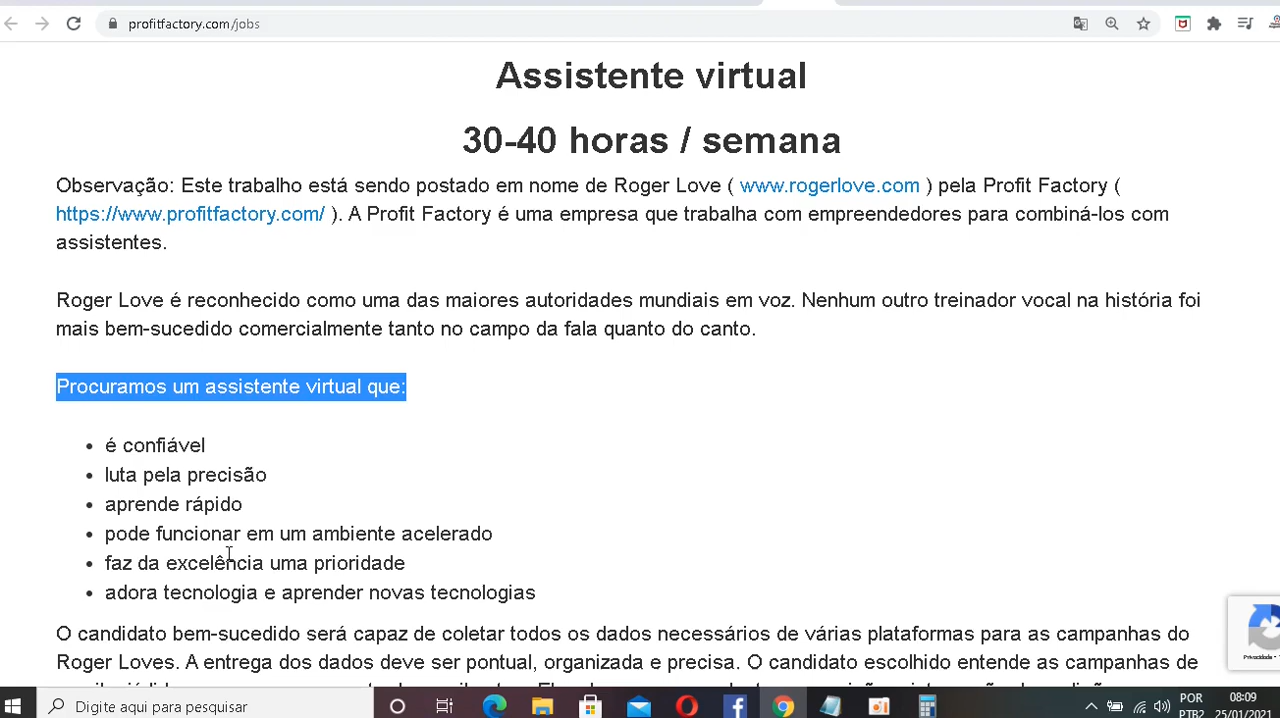 profitfactory.com/jobs
Assistente virtual
30-40 horas / semana
Observação: Este trabalho está sendo postado em nome de Roger Love ( www.rogerlove.com ) pela Profit Factory (
https://www.profitfactory.com/ ). A Profit Factory é uma empresa que trabalha com empreendedores para combiná-los com
assistentes.
Roger Love é reconhecido como uma das maiores autoridades mundiais em voz. Nenhum outro treinador vocal na história foi
mais bem-sucedido comercialmente tanto no campo da fala quanto do canto.
Procuramos um assistente virtual que:
• é confiável
• luta pela precisão
• aprende rápido
• pode funcionar em um ambiente acelerado
• faz da excelência uma prioridade
• adora tecnologia e aprender novas tecnologias
O candidato bem-sucedido será capaz de coletar todos os dados necessários de várias plataformas para as campanhas do
Roger Loves. A entrega dos dados deve ser pontual, organizada e precisa. O candidato escolhido entende as campanhas de
Digite aqui para pesquisar
POR
PTB2
08:09
25/01/2021